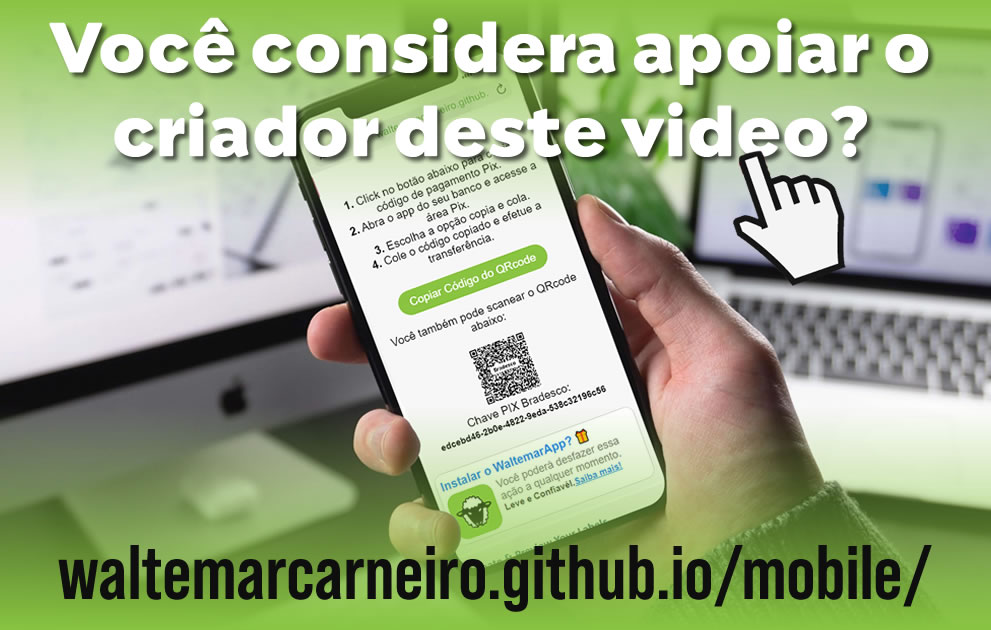 Você considera apoiar o
criador deste video?
1. Click no botão abaixo para
código de pagamento Pix.
2. Abra o app do seu banco e acesse a
área Pix.
3. Escolha a opção copia e cola.
4. Cole o código copiado e efetue a
transferência.
Copiar Código do QRcode
Você também pode scanear o QRcode
abaixo:
Bradesco
Chave PIX Bradesco:
edcebd46-2b0e-4822-9eda-538c32196c56
Instalar o WaltemarApp?
Você poderá desfazer essa
ação a qualquer momento.
Leve e Confiavél. Saiba mais!
waltemarcarneiro.github.io/mobile/